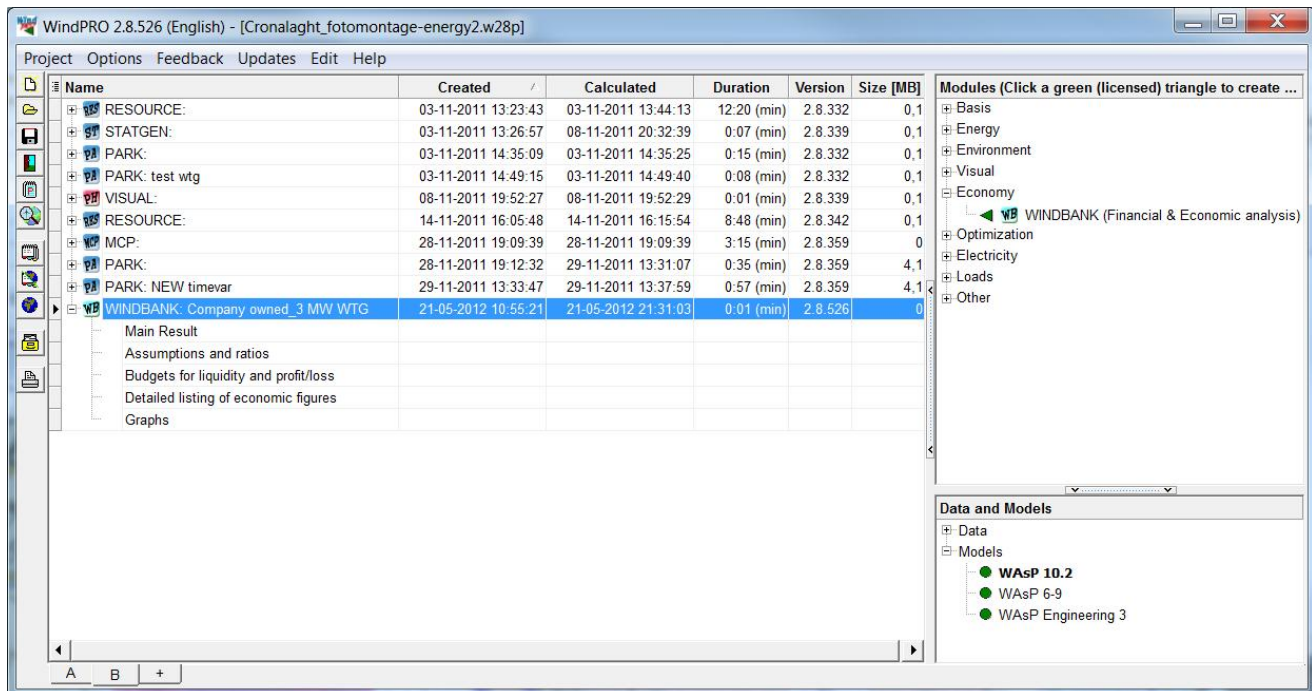 WindPRO 2.8.526 (English) - [Cronalaght_fotomontage-energy2.w28p]
Project Options Feedback Updates Edit Help
Name Created Calculated Duration Version Size [MB]
RES RESOURCE: 03-11-2011 13:23:43 03-11-2011 13:44:13 12:20 (min) 2.8.332 0,1
ST STATGEN: 03-11-2011 13:26:57 08-11-2011 20:32:39 0:07 (min) 2.8.339 0,1
PA PARK: 03-11-2011 14:35:09 03-11-2011 14:35:25 0:15 (min) 2.8.332 0,1
PA PARK: test wtg 03-11-2011 14:49:15 03-11-2011 14:49:40 0:08 (min) 2.8.332 0,1
PH VISUAL: 08-11-2011 19:52:27 08-11-2011 19:52:29 0:01 (min) 2.8.339 0,1
RES RESOURCE: 14-11-2011 16:05:48 14-11-2011 16:15:54 8:48 (min) 2.8.342 0,1
MCP MCP: 28-11-2011 19:09:39 28-11-2011 19:09:39 3:15 (min) 2.8.359 0
PA PARK: 28-11-2011 19:12:32 29-11-2011 13:31:07 0:35 (min) 2.8.359 4,1
PA PARK: NEW timevar 29-11-2011 13:33:47 29-11-2011 13:37:59 0:57 (min) 2.8.359 4,1
WB WINDBANK: Company owned_3 MW WTG 21-05-2012 10:55:21 21-05-2012 21:31:03 0:01 (min) 2.8.526 0
Main Result
Assumptions and ratios
Budgets for liquidity and profit/loss
Detailed listing of economic figures
Graphs
A B +
Modules (Click a green (licensed) triangle to create ...
Basis
Energy
Environment
Visual
Economy
WB WINDBANK (Financial & Economic analysis)
Optimization
Electricity
Loads
Other
Data and Models
Data
Models
WAsP 10.2
WAsP 6-9
WAsP Engineering 3